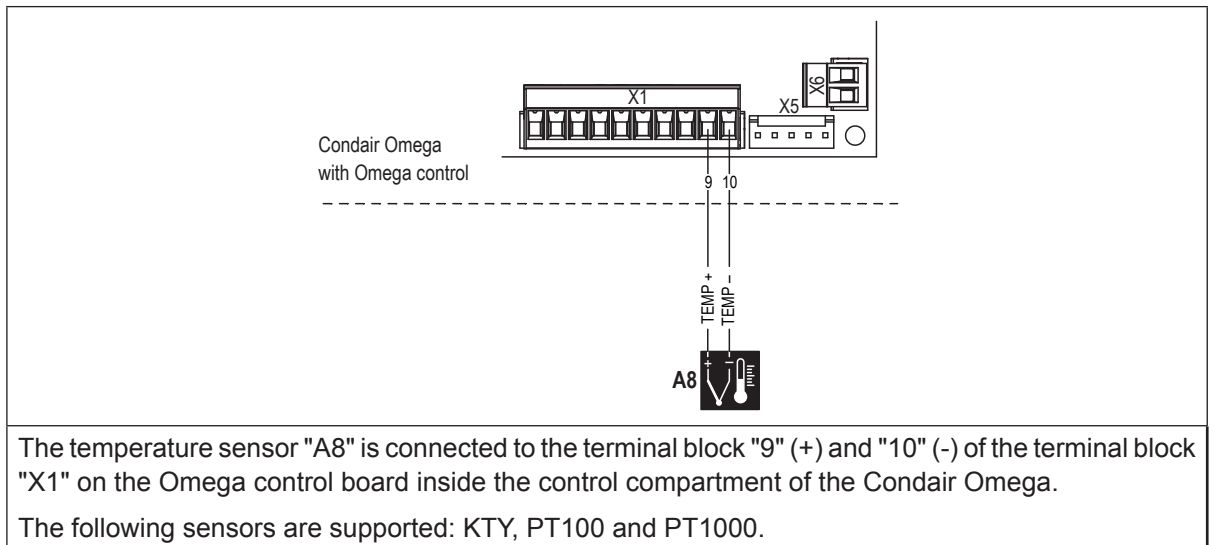 X6
X1
X5
Condair Omega
with Omega control
9 10
TEMP +
TEMP –
+ –
A8
The temperature sensor "A8" is connected to the terminal block "9" (+) and "10" (-) of the terminal block
"X1" on the Omega control board inside the control compartment of the Condair Omega.
The following sensors are supported: KTY, PT100 and PT1000.